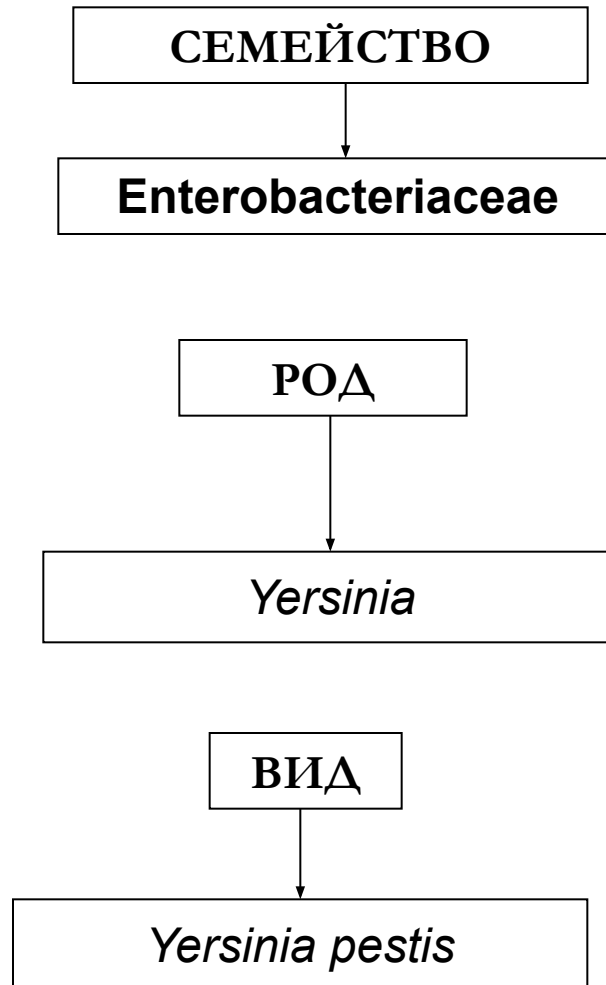 СЕМЕЙСТВО
Enterobacteriaceae
РОД
Yersinia
ВИД
Yersinia pestis